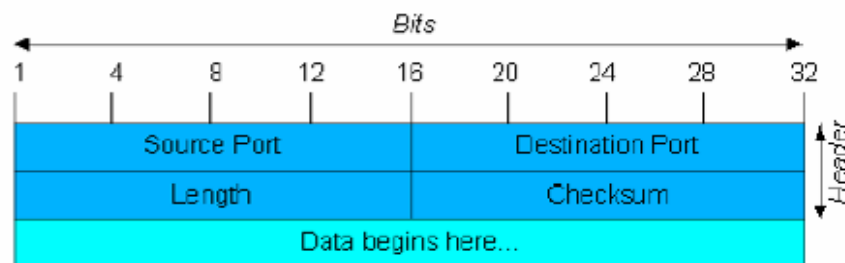 Bits
1 4 8 12 16 20 24 28 32
Source Port Destination Port
Header
Length Checksum
Data begins here...